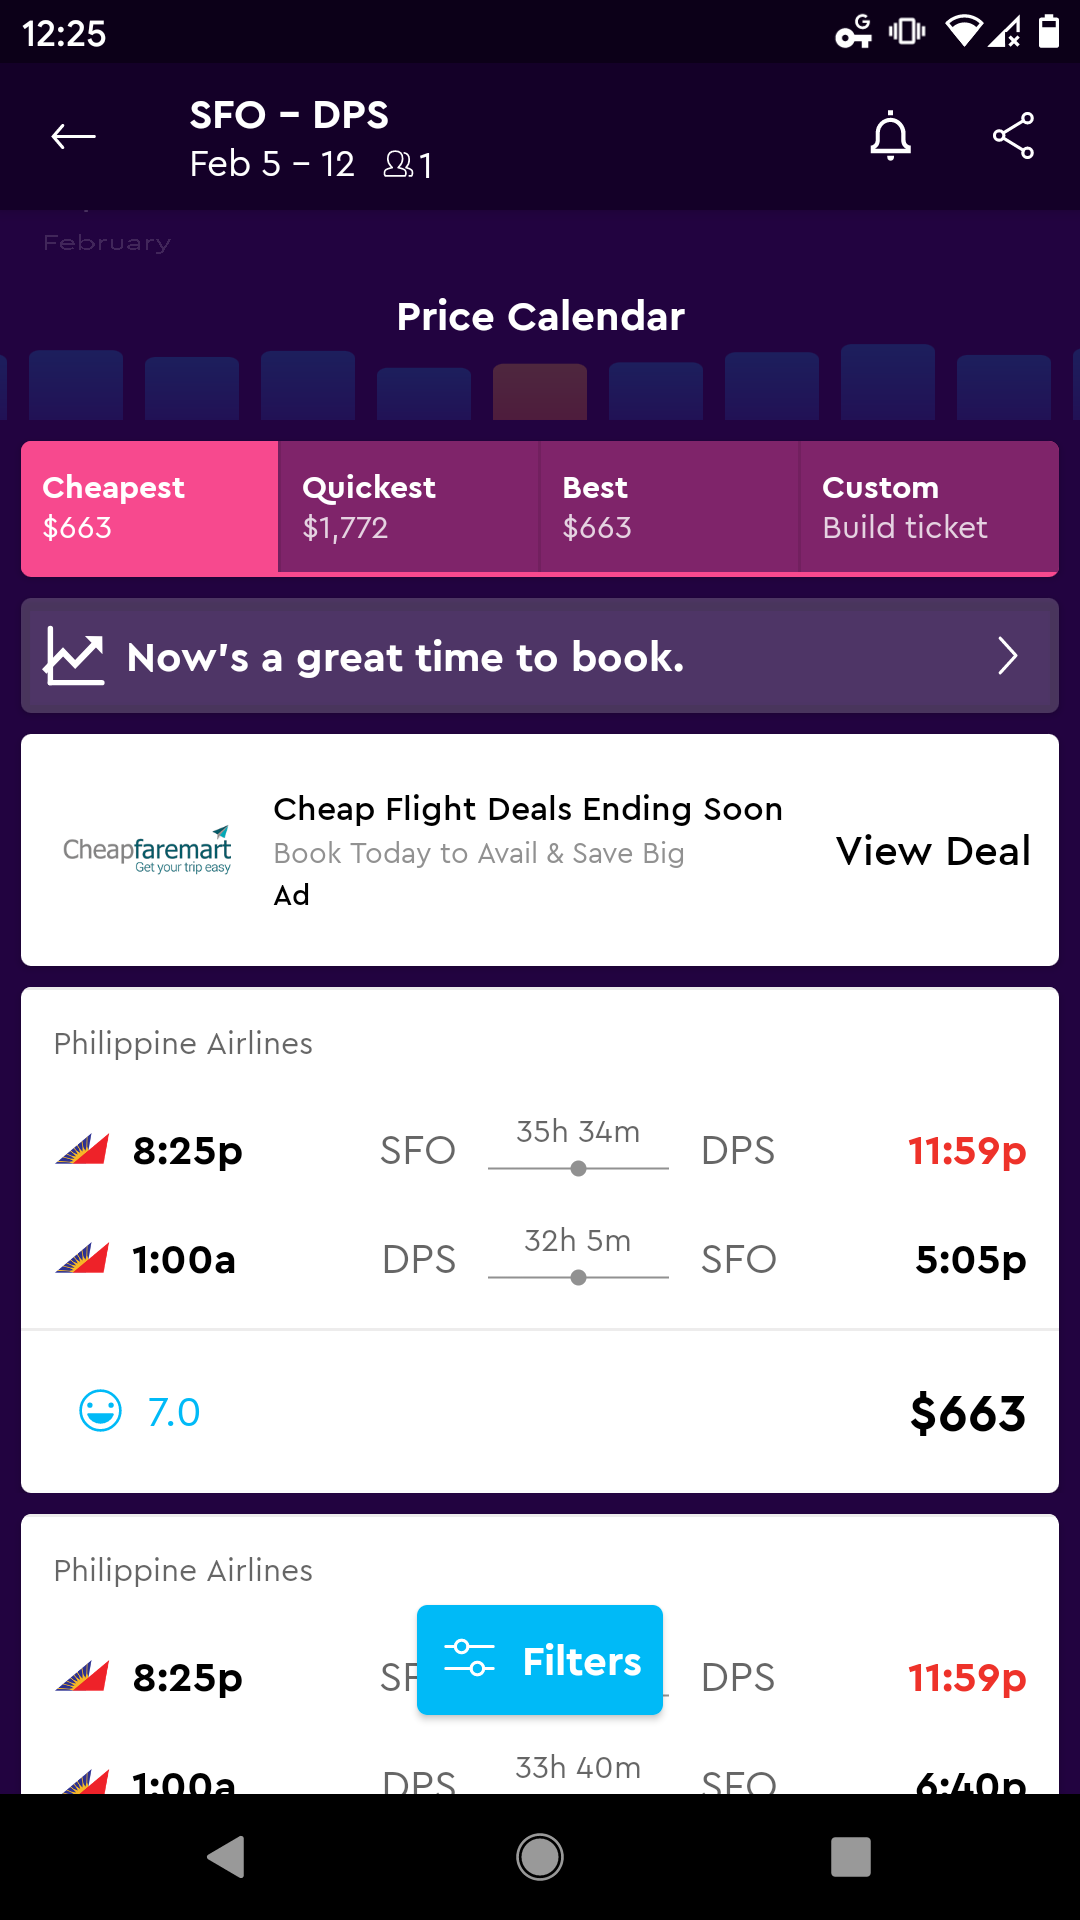 12:25
G
SFO – DPS
Feb 5 – 12 1
February
Price Calendar
Cheapest Quickest Best Custom
$663 $1,772 $663 Build ticket
Now's a great time to book.
Cheap Flight Deals Ending Soon
Cheapfaremart Book Today to Avail & Save Big View Deal
Get your trip easy
Ad
Philippine Airlines
35h 34m
8:25p SFO DPS 11:59p
32h 5m
1:00a DPS SFO 5:05p
7.0 $663
Philippine Airlines
8:25p SF Filters DPS 11:59p
33h 40m
1:00a DPS SFO 6:40p